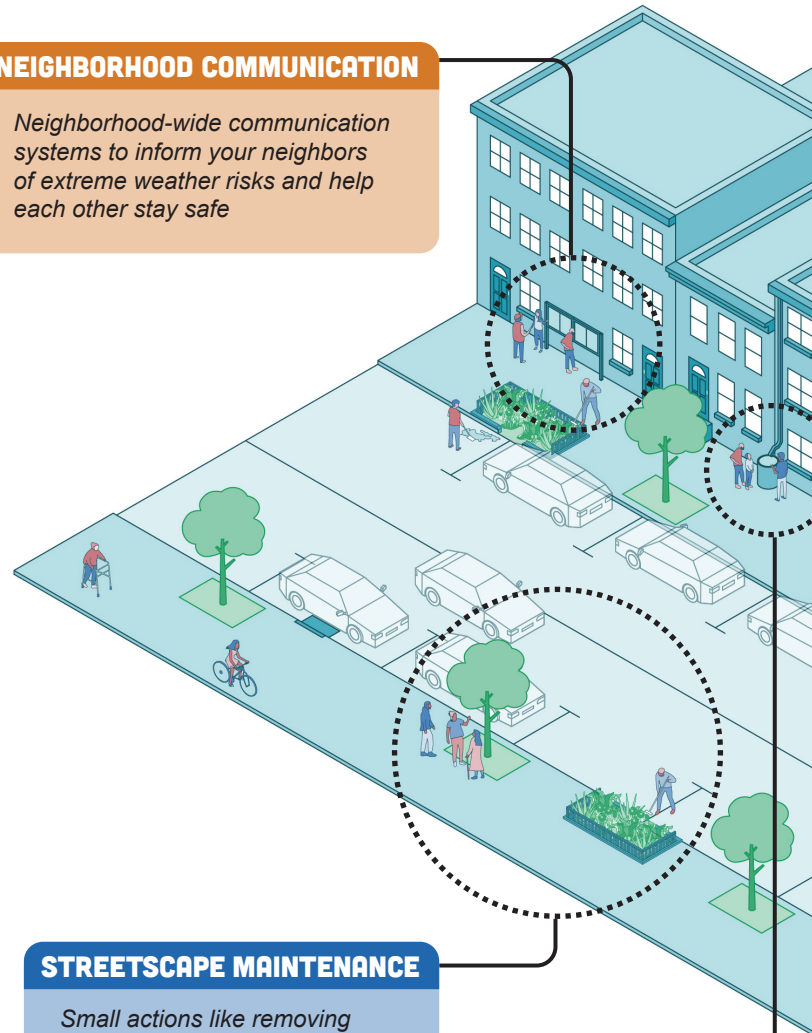 NEIGHBORHOOD COMMUNICATION
Neighborhood-wide communication
systems to inform your neighbors
of extreme weather risks and help
each other stay safe
STREETSCAPE MAINTENANCE
Small actions like removing